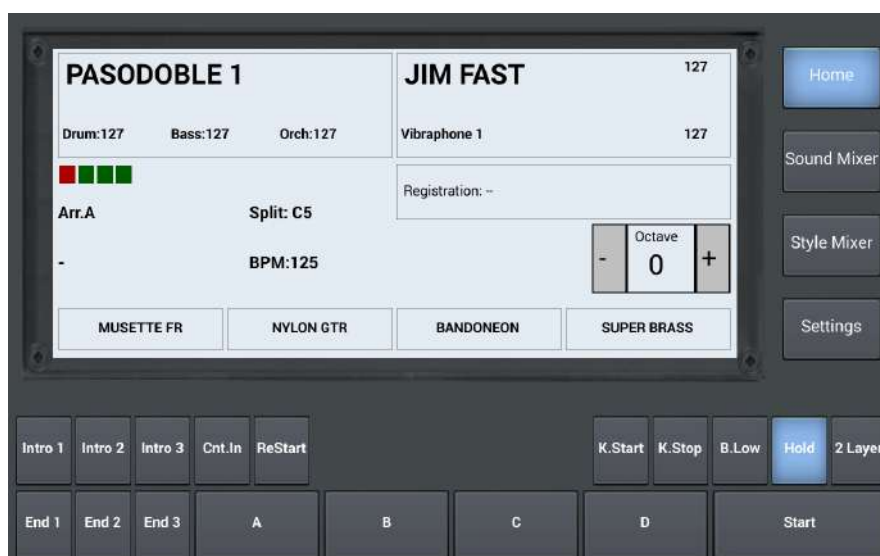 PASODOBLE 1
Drum:127 Bass:127 Orch:127
JIM FAST 127
Vibraphone 1 127
Registration: --
Arr.A Split: C5
- BPM:125
Octave
- 0 +
MUSETTE FR NYLON GTR BANDONEON SUPER BRASS
Home
Sound Mixer
Style Mixer
Settings
Intro 1 Intro 2 Intro 3 Cnt.In ReStart K.Start K.Stop B.Low Hold 2 Layer
End 1 End 2 End 3 A B C D Start